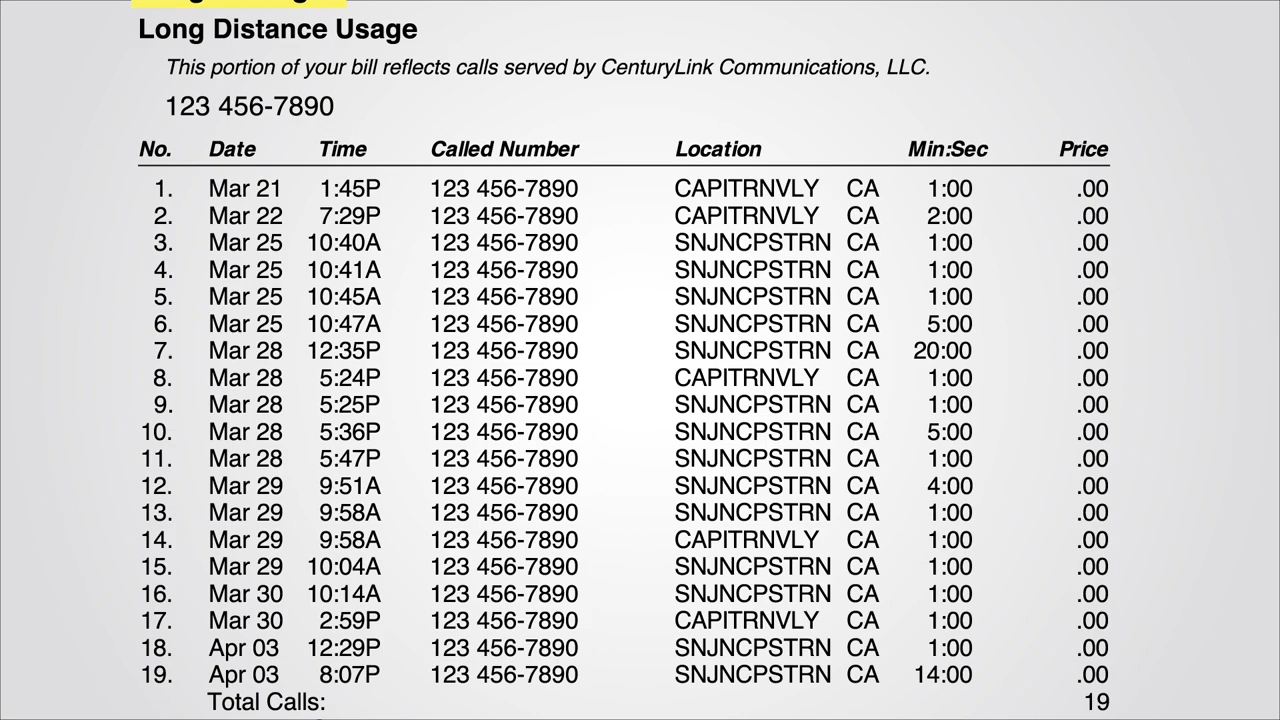 Long Distance Usage
This portion of your bill reflects calls served by CenturyLink Communications, LLC.
123 456-7890
No. Date Time Called Number Location Min:Sec Price
1. Mar 21 1:45P 123 456-7890 CAPITRNVLY CA 1:00 .00
2. Mar 22 7:29P 123 456-7890 CAPITRNVLY CA 2:00 .00
3. Mar 25 10:40A 123 456-7890 SNJNCPSTRN CA 1:00 .00
4. Mar 25 10:41A 123 456-7890 SNJNCPSTRN CA 1:00 .00
5. Mar 25 10:45A 123 456-7890 SNJNCPSTRN CA 1:00 .00
6. Mar 25 10:47A 123 456-7890 SNJNCPSTRN CA 5:00 .00
7. Mar 28 12:35P 123 456-7890 SNJNCPSTRN CA 20:00 .00
8. Mar 28 5:24P 123 456-7890 CAPITRNVLY CA 1:00 .00
9. Mar 28 5:25P 123 456-7890 SNJNCPSTRN CA 1:00 .00
10. Mar 28 5:36P 123 456-7890 SNJNCPSTRN CA 5:00 .00
11. Mar 28 5:47P 123 456-7890 SNJNCPSTRN CA 1:00 .00
12. Mar 29 9:51A 123 456-7890 SNJNCPSTRN CA 4:00 .00
13. Mar 29 9:58A 123 456-7890 SNJNCPSTRN CA 1:00 .00
14. Mar 29 9:58A 123 456-7890 CAPITRNVLY CA 1:00 .00
15. Mar 29 10:04A 123 456-7890 SNJNCPSTRN CA 1:00 .00
16. Mar 30 10:14A 123 456-7890 SNJNCPSTRN CA 1:00 .00
17. Mar 30 2:59P 123 456-7890 CAPITRNVLY CA 1:00 .00
18. Apr 03 12:29P 123 456-7890 SNJNCPSTRN CA 1:00 .00
19. Apr 03 8:07P 123 456-7890 SNJNCPSTRN CA 14:00 .00
Total Calls: 19